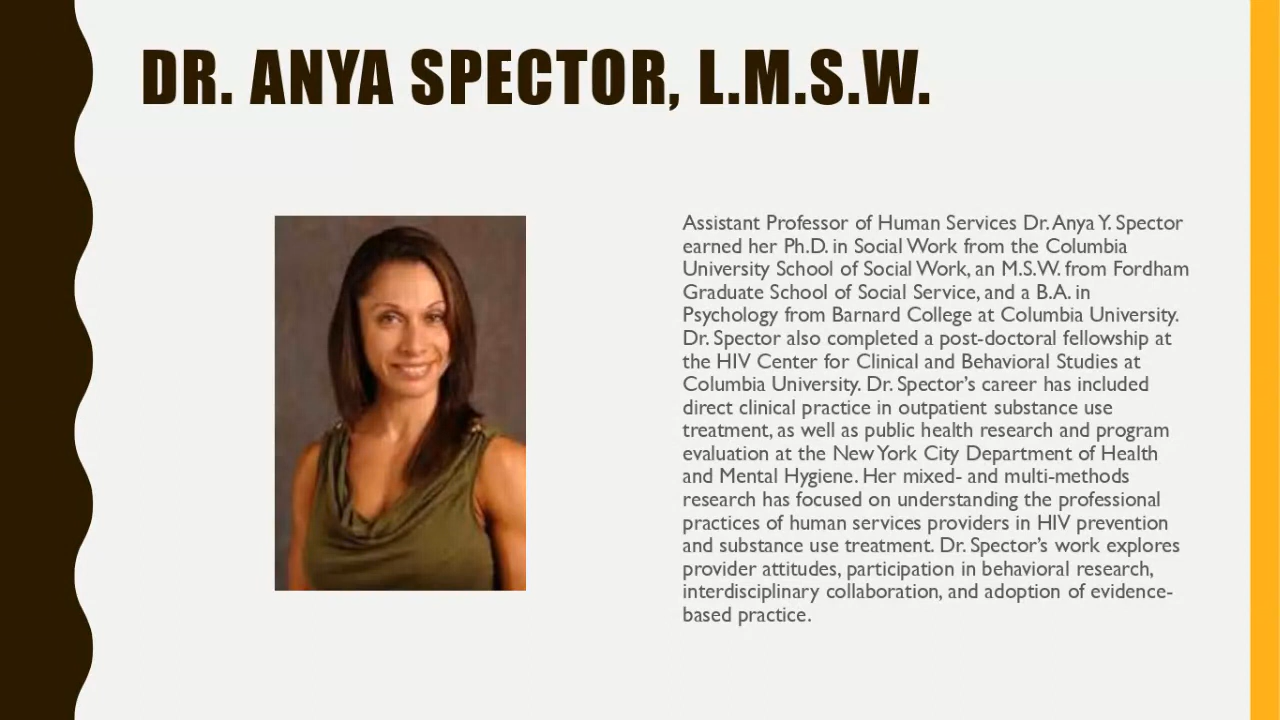 DR. ANYA SPECTOR, L.M.S.W.
Assistant Professor of Human Services Dr. Anya Y. Spector
earned her Ph.D. in Social Work from the Columbia
University School of Social Work, an M.S.W. from Fordham
Graduate School of Social Service, and a B.A. in
Psychology from Barnard College at Columbia University.
Dr. Spector also completed a post-doctoral fellowship at
the HIV Center for Clinical and Behavioral Studies at
Columbia University. Dr. Spector’s career has included
direct clinical practice in outpatient substance use
treatment, as well as public health research and program
evaluation at the New York City Department of Health
and Mental Hygiene. Her mixed- and multi-methods
research has focused on understanding the professional
practices of human services providers in HIV prevention
and substance use treatment. Dr. Spector’s work explores
provider attitudes, participation in behavioral research,
interdisciplinary collaboration, and adoption of evidence-
based practice.